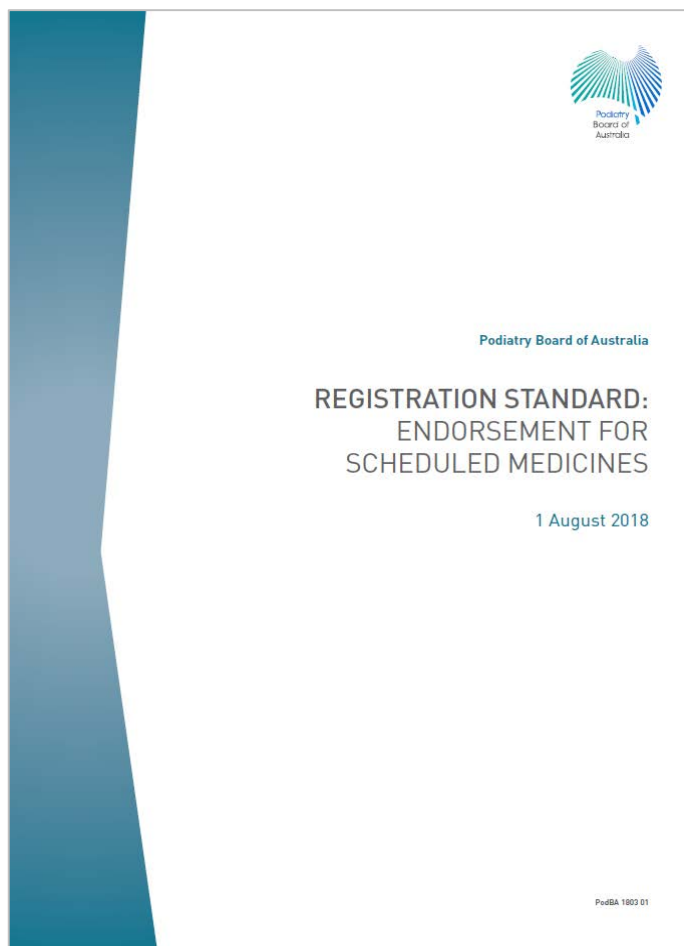 Podiatry
Board of
Australia
Podiatry Board of Australia
REGISTRATION STANDARD:
ENDORSEMENT FOR
SCHEDULED MEDICINES
1 August 2018
PodBA 1803 01